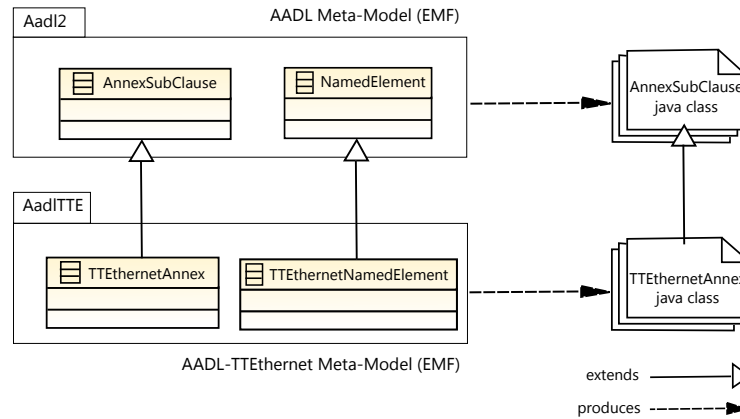 AADL Meta-Model (EMF)
Aadl2
AnnexSubClause
NamedElement
AnnexSubClause
java class
AadlTTE
TTEthernetAnnex
TTEthernetNamedElement
TTEthernetAnnex
java class
AADL-TTEthernet Meta-Model (EMF)
extends
produces